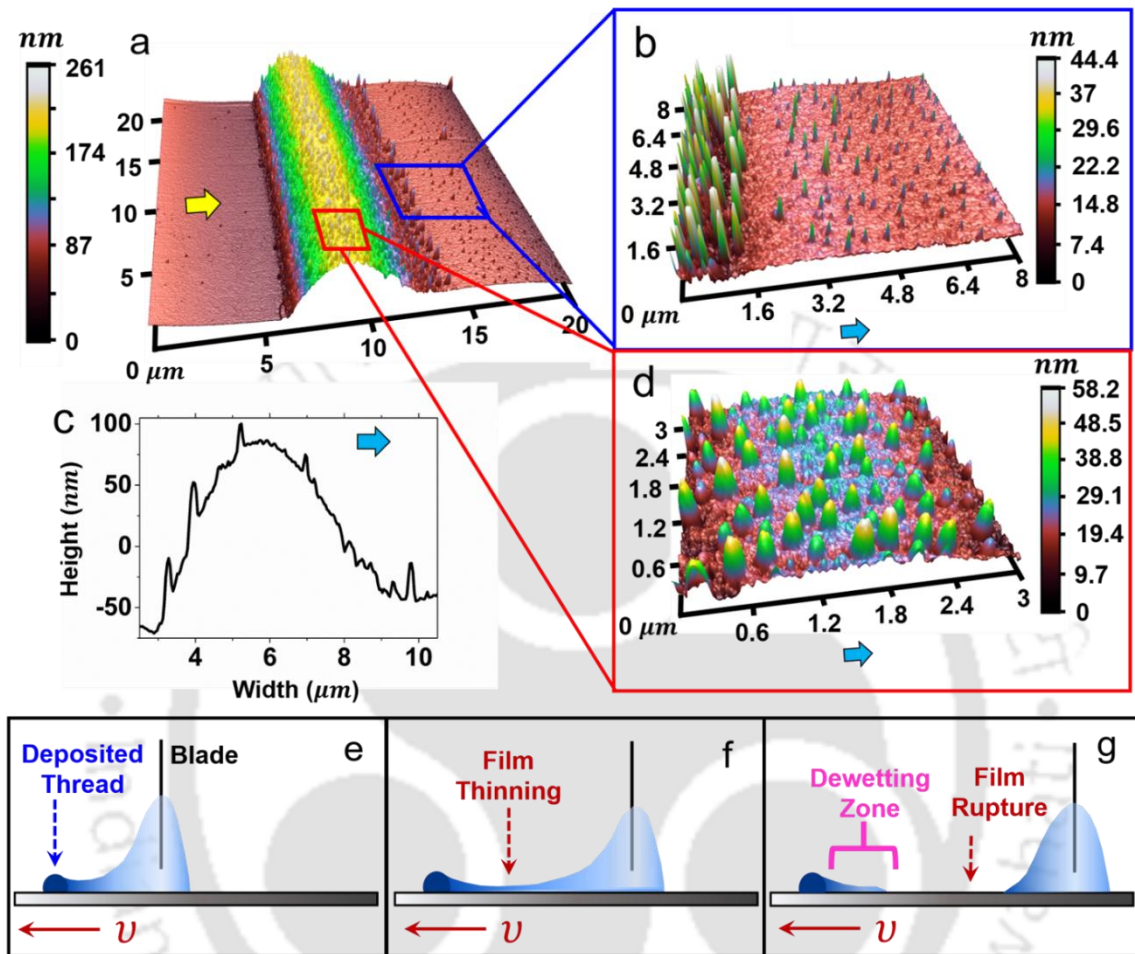 a
nm
261
174
87
0
20
15
10
5
0 μm
5
10
15
20
b
nm
44.4
37
29.6
22.2
14.8
7.4
0
8
6.4
4.8
3.2
1.6
0 μm
1.6
3.2
4.8
6.4
8
c
Height (nm)
100
50
0
-50
4
6
8
10
Width (μm)
d
nm
58.2
48.5
38.8
29.1
19.4
9.7
0
3
2.4
1.8
1.2
0.6
0 μm
0.6
1.2
1.8
2.4
3
e
Deposited
Thread
Blade
υ
f
Film
Thinning
υ
g
Dewetting
Zone
Film
Rupture
υ